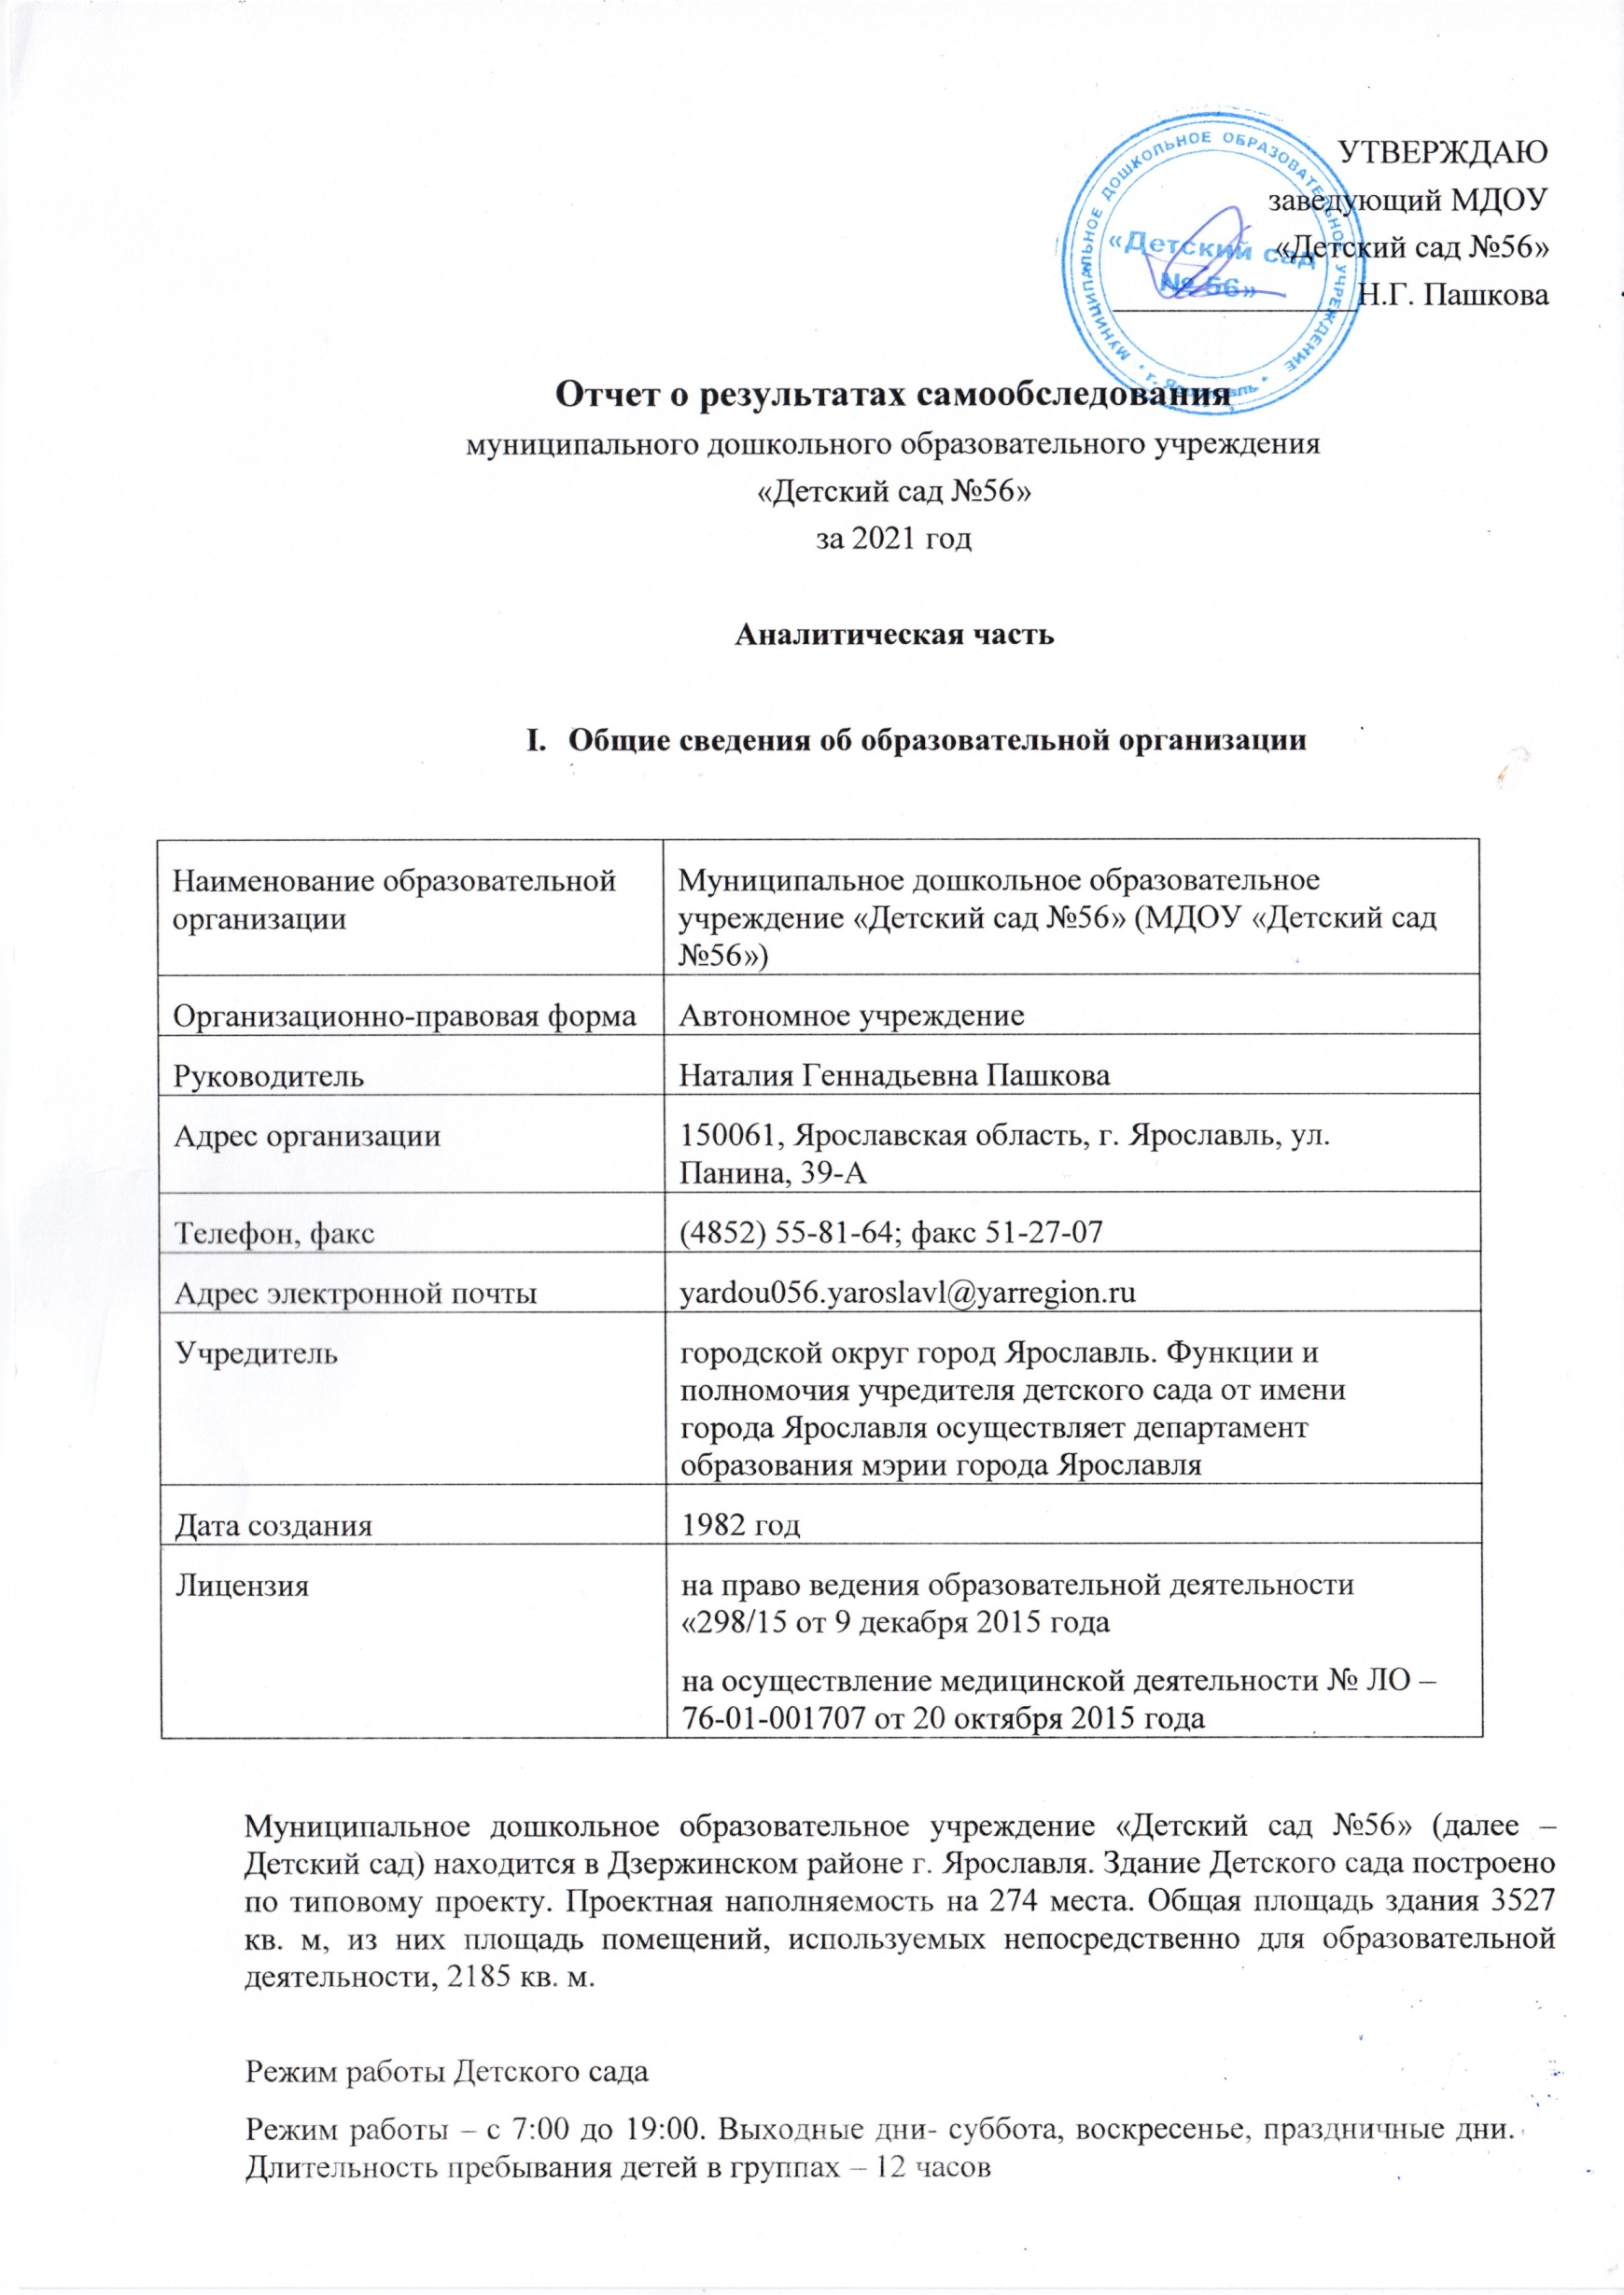 УТВЕРЖДАЮ
заведующий МДОУ
«Детский сад №56»
Н.Г. Пашкова
МУНИЦИПАЛЬНОЕ ДОШКОЛЬНОЕ ОБРАЗОВАТЕЛЬНОЕ УЧРЕЖДЕНИЕ
«Детский сад
№ 56»
Отчет о результатах самообследования
муниципального дошкольного образовательного учреждения
«Детский сад №56»
за 2021 год
Аналитическая часть
I. Общие сведения об образовательной организации
Наименование образовательной
организации
Муниципальное дошкольное образовательное
учреждение «Детский сад №56» (МДОУ «Детский сад
№56»)
Организационно-правовая форма
Автономное учреждение
Руководитель
Наталия Геннадьевна Пашкова
Адрес организации
150061, Ярославская область, г. Ярославль, ул.
Панина, 39-А
Телефон, факс
(4852) 55-81-64; факс 51-27-07
Адрес электронной почты
yardou056.yaroslavl@yarregion.ru
Учредитель
городской округ город Ярославль. Функции и
полномочия учредителя детского сада от имени
города Ярославля осуществляет департамент
образования мэрии города Ярославля
Дата создания
1982 год
Лицензия
на право ведения образовательной деятельности
«298/15 от 9 декабря 2015 года
на осуществление медицинской деятельности № ЛО –
76-01-001707 от 20 октября 2015 года
Муниципальное дошкольное образовательное учреждение «Детский сад №56» (далее –
Детский сад) находится в Дзержинском районе г. Ярославля. Здание Детского сада построено
по типовому проекту. Проектная наполняемость на 274 места. Общая площадь здания 3527
кв. м, из них площадь помещений, используемых непосредственно для образовательной
деятельности, 2185 кв. м.
Режим работы Детского сада
Режим работы – с 7:00 до 19:00. Выходные дни- суббота, воскресенье, праздничные дни.
Длительность пребывания детей в группах – 12 часов